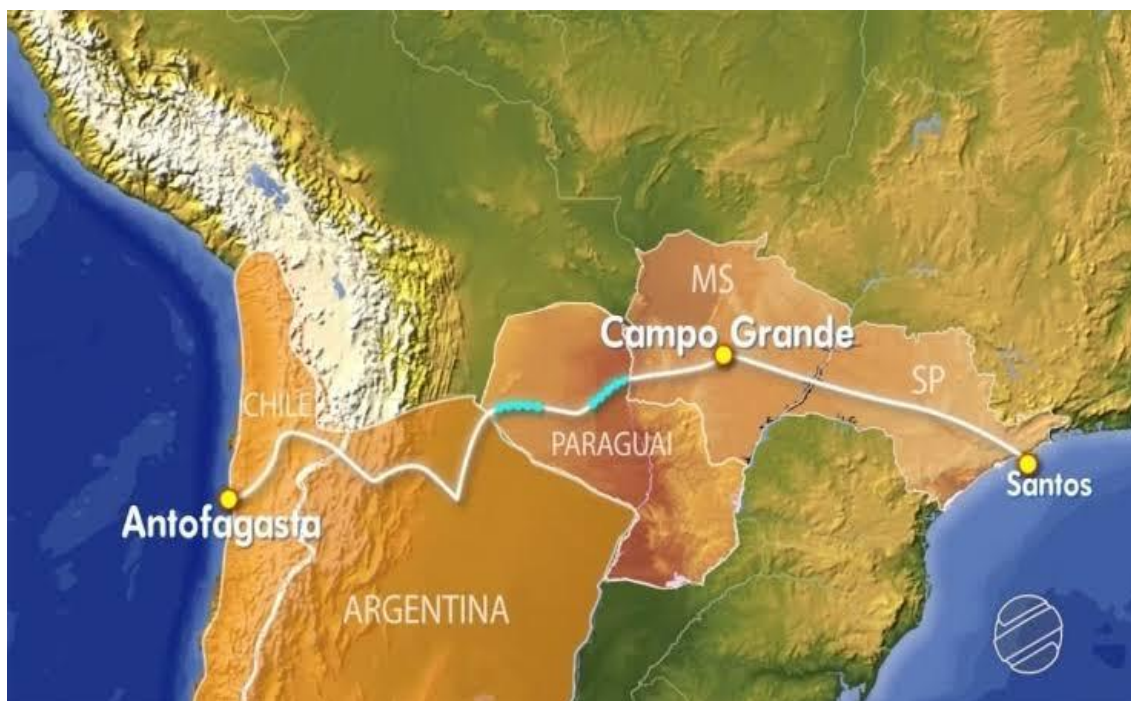 MS
Campo Grande
SP
CHILE
PARAGUAI
Santos
Antofagasta
ARGENTINA